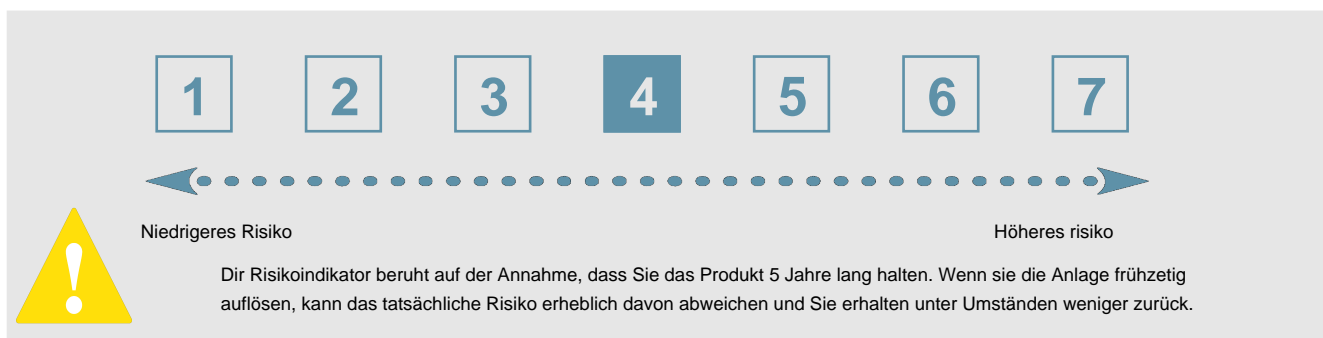 1 2 3 4 5 6 7
Niedrigeres Risiko Höheres risiko
Dir Risikoindikator beruht auf der Annahme, dass Sie das Produkt 5 Jahre lang halten. Wenn sie die Anlage frühzetig
auflösen, kann das tatsächliche Risiko erheblich davon abweichen und Sie erhalten unter Umständen weniger zurück.